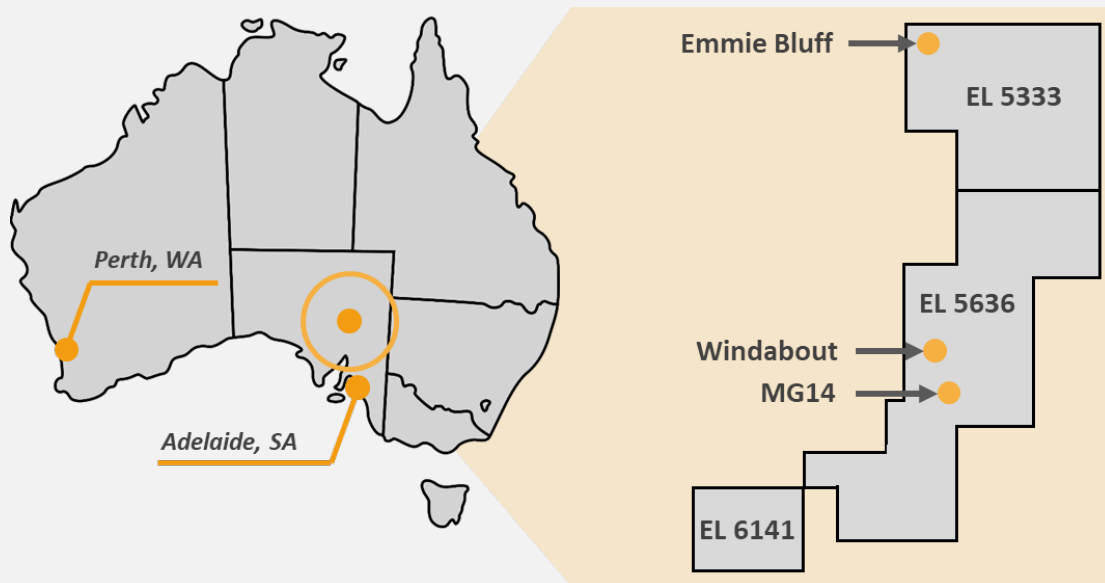 Perth, WA
Adelaide, SA
Emmie Bluff
EL 5333
EL 5636
Windabout
MG14
EL 6141